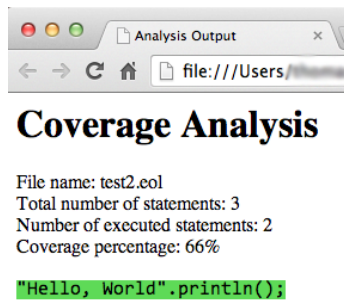 Analysis Output
file:///Users/
Coverage Analysis
File name: test2.eol
Total number of statements: 3
Number of executed statements: 2
Coverage percentage: 66%
"Hello, World".println();